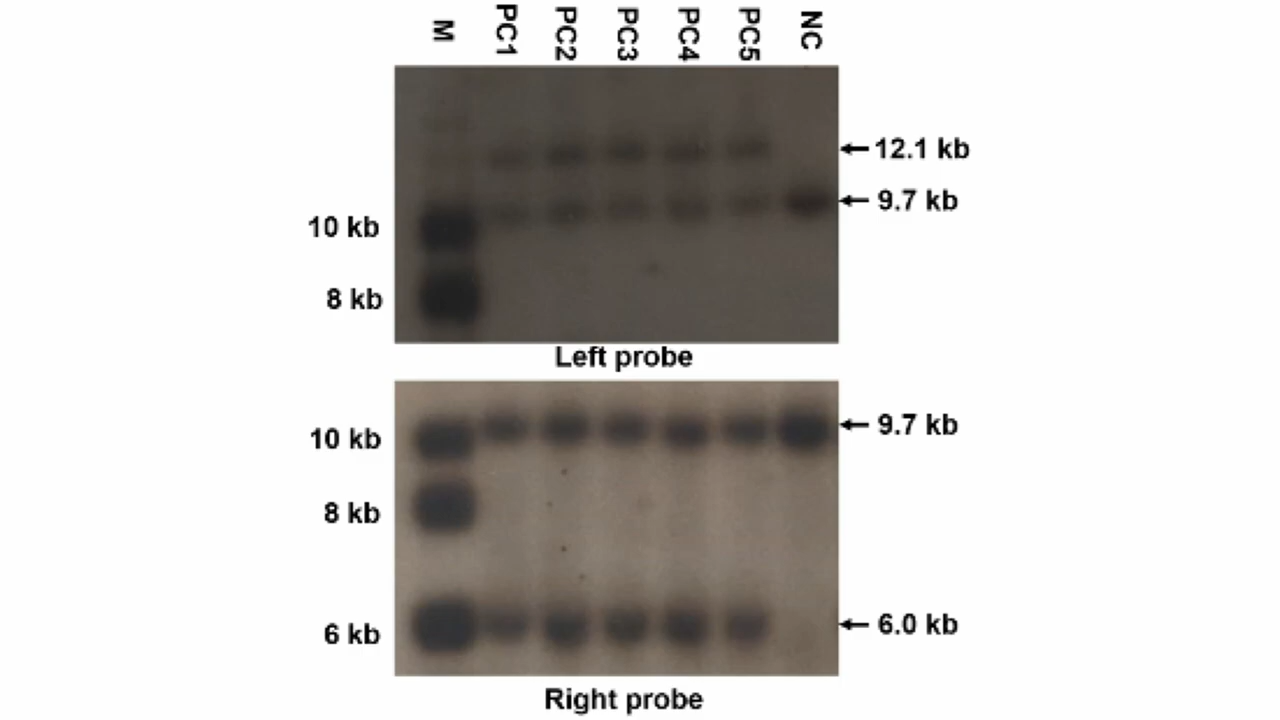 M PC1 PC2 PC3 PC4 PC5 NC
12.1 kb
9.7 kb
10 kb
8 kb
Left probe
9.7 kb
10 kb
8 kb
6.0 kb
6 kb
Right probe